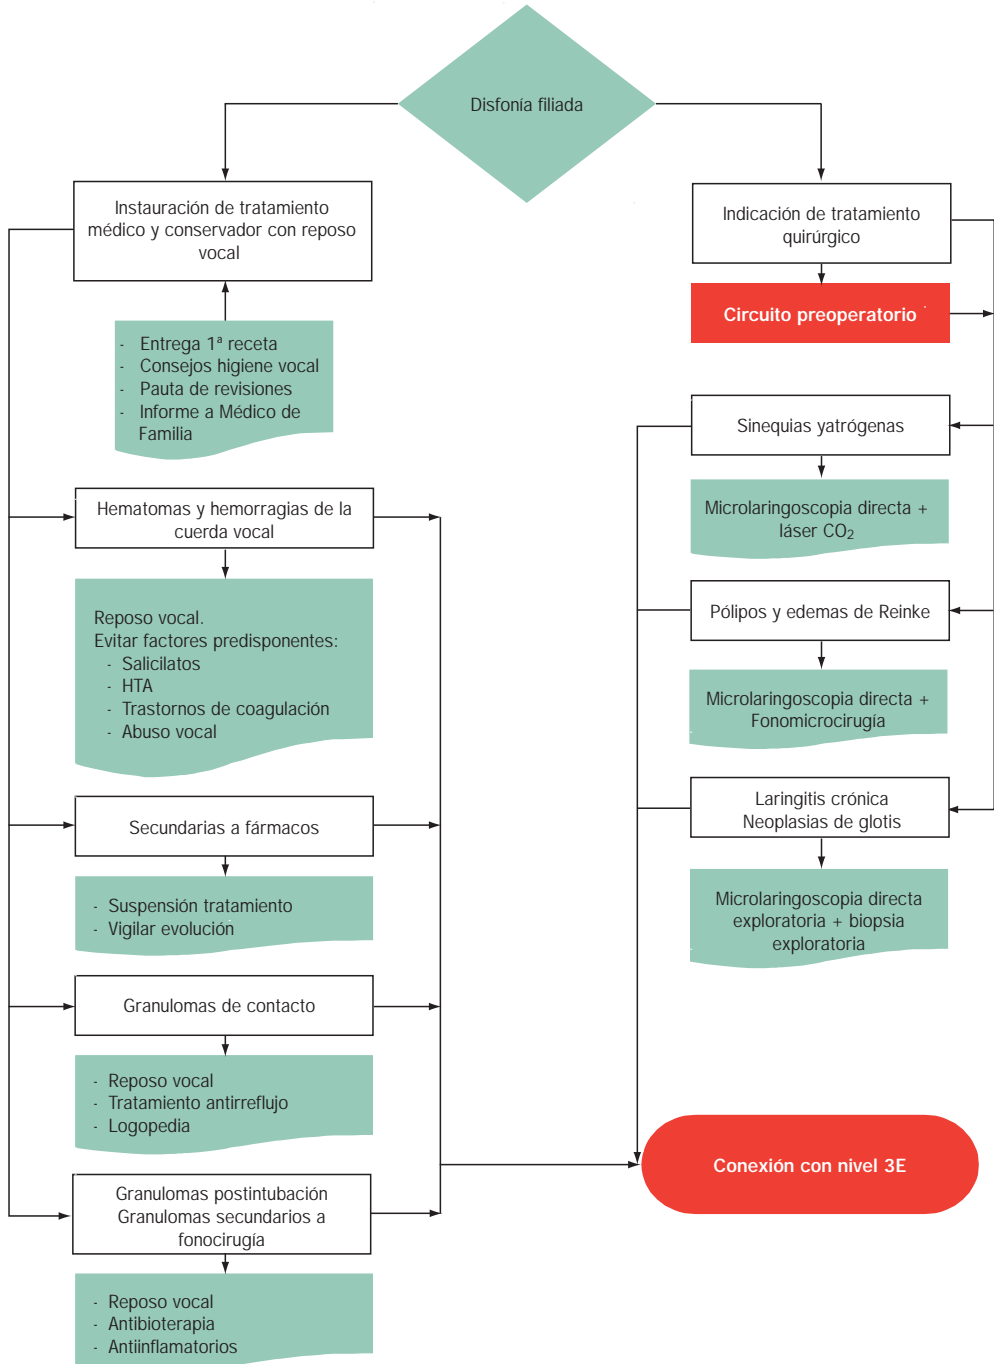 Disfonía filiada
Instauración de tratamiento
médico y conservador con reposo
vocal
- Entrega 1ª receta
- Consejos higiene vocal
- Pauta de revisiones
- Informe a Médico de
Familia
Hematomas y hemorragias de la
cuerda vocal
Reposo vocal.
Evitar factores predisponentes:
- Salicilatos
- HTA
- Trastornos de coagulación
- Abuso vocal
Secundarias a fármacos
- Suspensión tratamiento
- Vigilar evolución
Granulomas de contacto
- Reposo vocal
- Tratamiento antirreflujo
- Logopedia
Granulomas postintubación
Granulomas secundarios a
fonocirugía
- Reposo vocal
- Antibioterapia
- Antiinflamatorios
Indicación de tratamiento
quirúrgico
Circuito preoperatorio
Sinequias yatrógenas
Microlaringoscopia directa +
láser CO₂
Pólipos y edemas de Reinke
Microlaringoscopia directa +
Fonomicrocirugía
Laringitis crónica
Neoplasias de glotis
Microlaringoscopia directa
exploratoria + biopsia
exploratoria
Conexión con nivel 3E